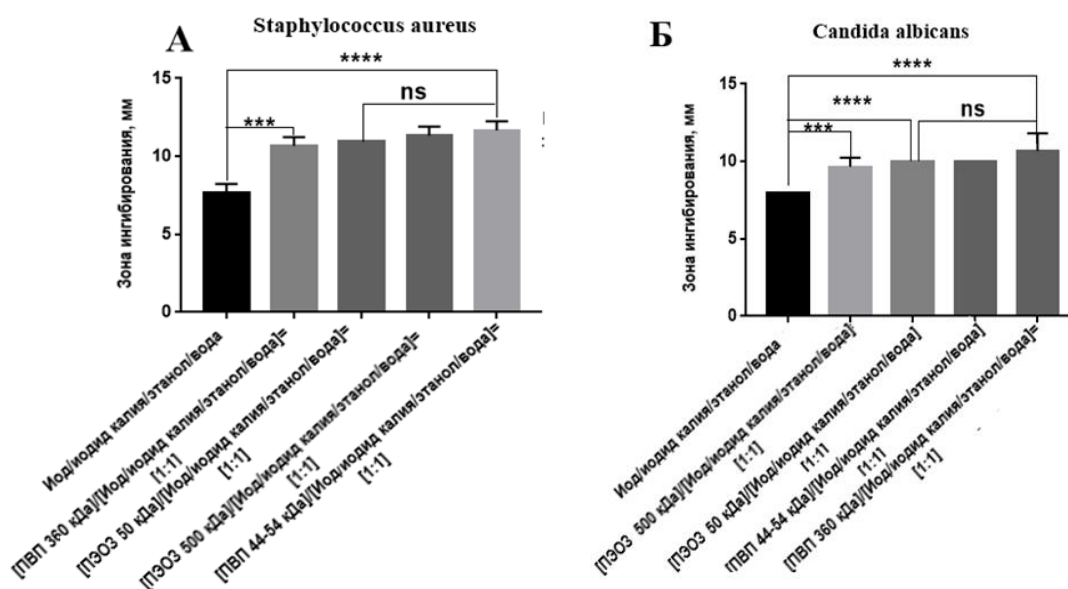 А
Staphylococcus aureus
****
ns
***
15
10
5
0
Зона ингибирования, мм
Иод/иодид калия/этанол/вода
[ПВП 360 кДа]/[Иод/иодид калия/этанол/вода]=
[1:1]
[ПЭОЗ 50 кДа]/[Иод/иодид калия/этанол/вода]=
[1:1]
[ПЭОЗ 500 кДа]/[Иод/иодид калия/этанол/вода]=
[1:1]
[ПВП 44-54 кДа]/[Иод/иодид калия/этанол/вода]=
[1:1]
Б
Candida albicans
****
****
ns
***
15
10
5
0
Зона ингибирования, мм
Иод/иодид калия/этанол/вода
[ПЭОЗ 500 кДа]/[Иод/иодид калия/этанол/вода]
[1:1]
[ПЭОЗ 50 кДа]/[Иод/иодид калия/этанол/вода]
[1:1]
[ПВП 44-54 кДа]/[Иод/иодид калия/этанол/вода]
[1:1]
[ПВП 360 кДа]/[Иод/иодид калия/этанол/вода]=
[1:1]